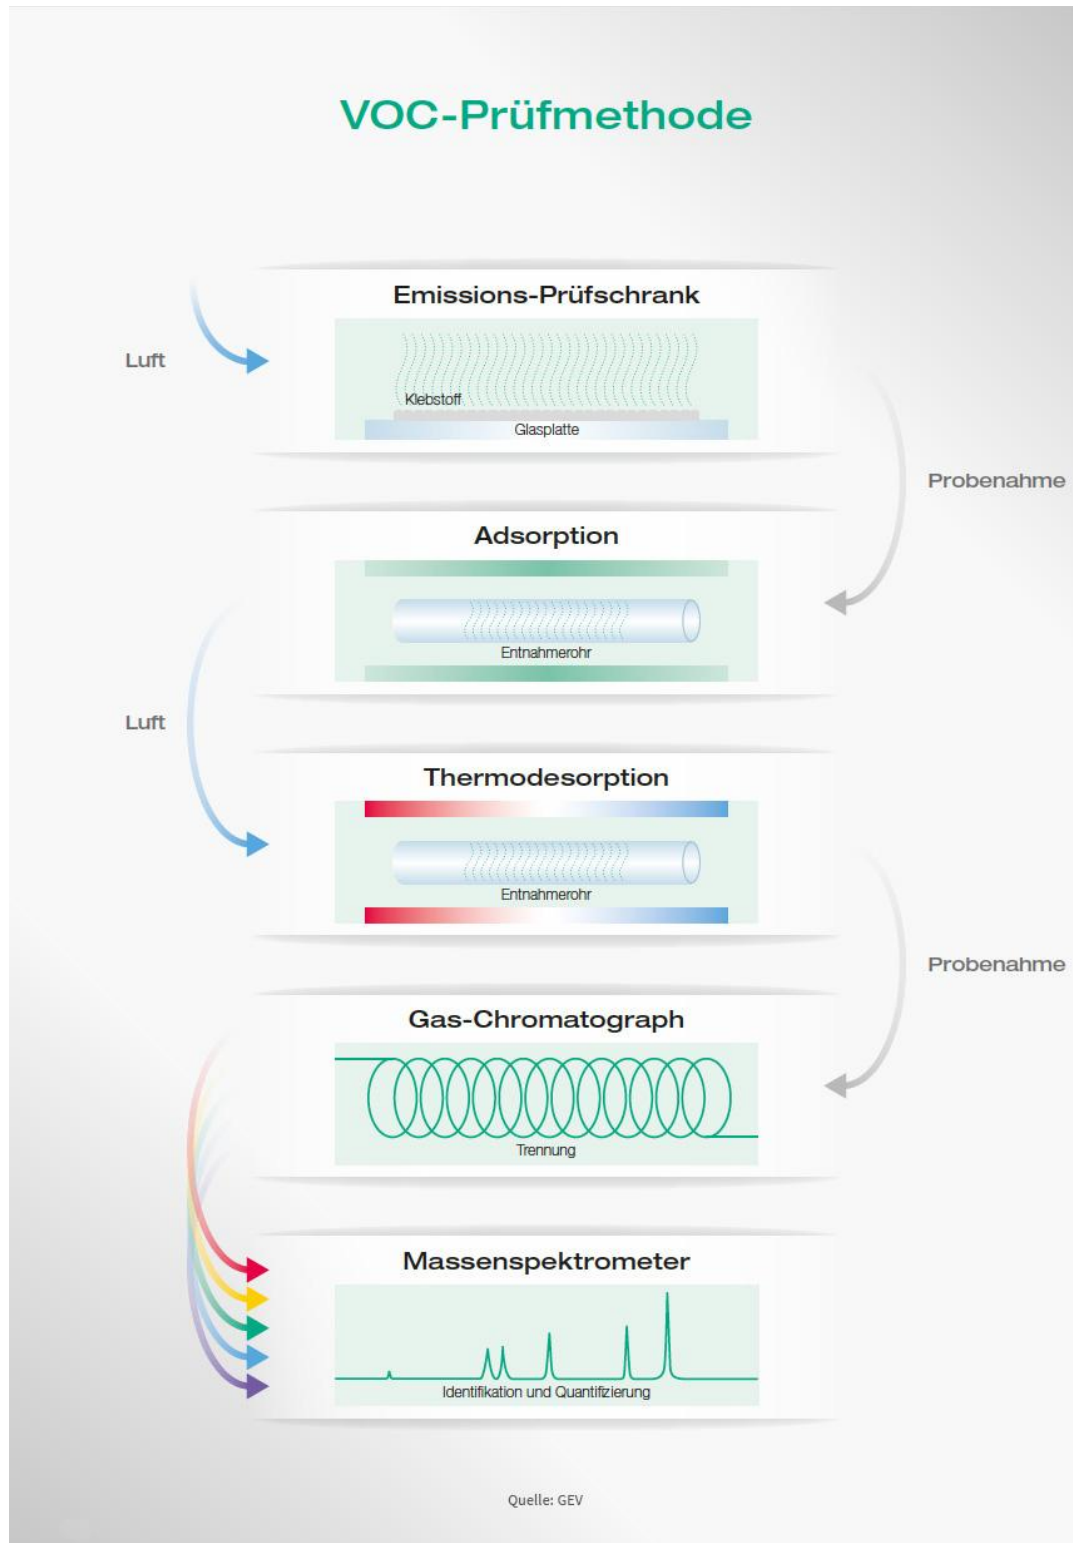 VOC-Prüfmethode
Emissions-Prüfschrank
Luft
Klebstoff
Glasplatte
Probenahme
Adsorption
Entnahmerohr
Luft
Thermodesorption
Entnahmerohr
Probenahme
Gas-Chromatograph
Trennung
Massenspektrometer
Identifikation und Quantifizierung
Quelle: GEV